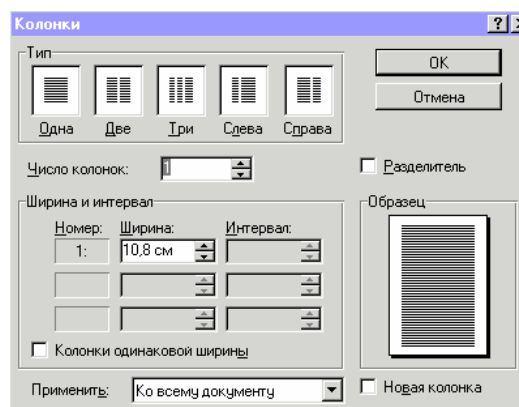 Колонки
Тип
Одна Две Три Слева Справа
OK
Отмена
Число колонок: 1
Разделитель
Ширина и интервал
Номер: Ширина: Интервал:
1: 10,8 см
Колонки одинаковой ширины
Образец
Применить: Ко всему документу
Новая колонка